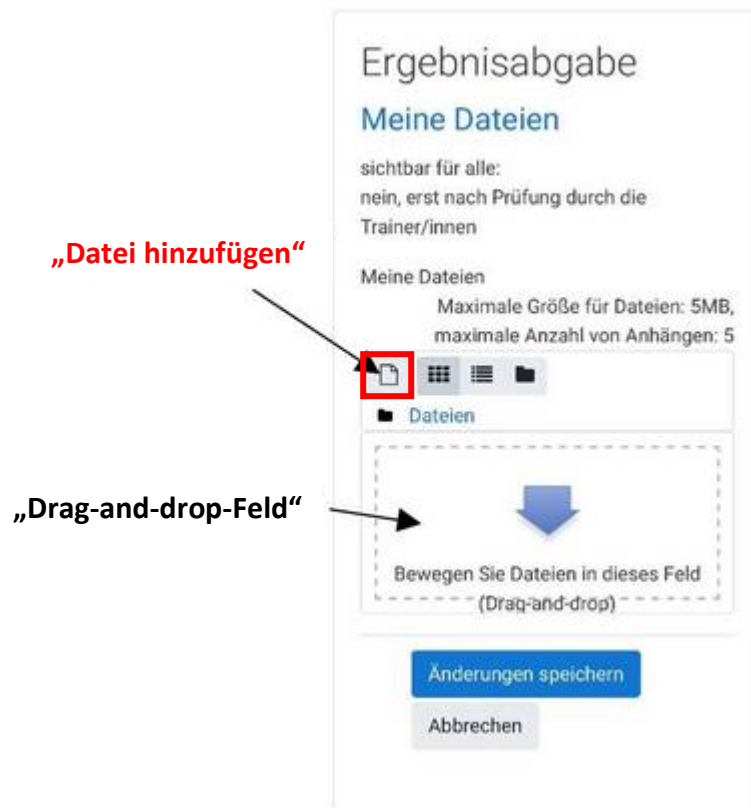 Ergebnisabgabe
Meine Dateien
sichtbar für alle:
nein, erst nach Prüfung durch die
Trainer/innen
„Datei hinzufügen“
Meine Dateien
Maximale Größe für Dateien: 5MB,
maximale Anzahl von Anhängen: 5
Dateien
„Drag-and-drop-Feld“
Bewegen Sie Dateien in dieses Feld
(Drag-and-drop)
Änderungen speichern
Abbrechen